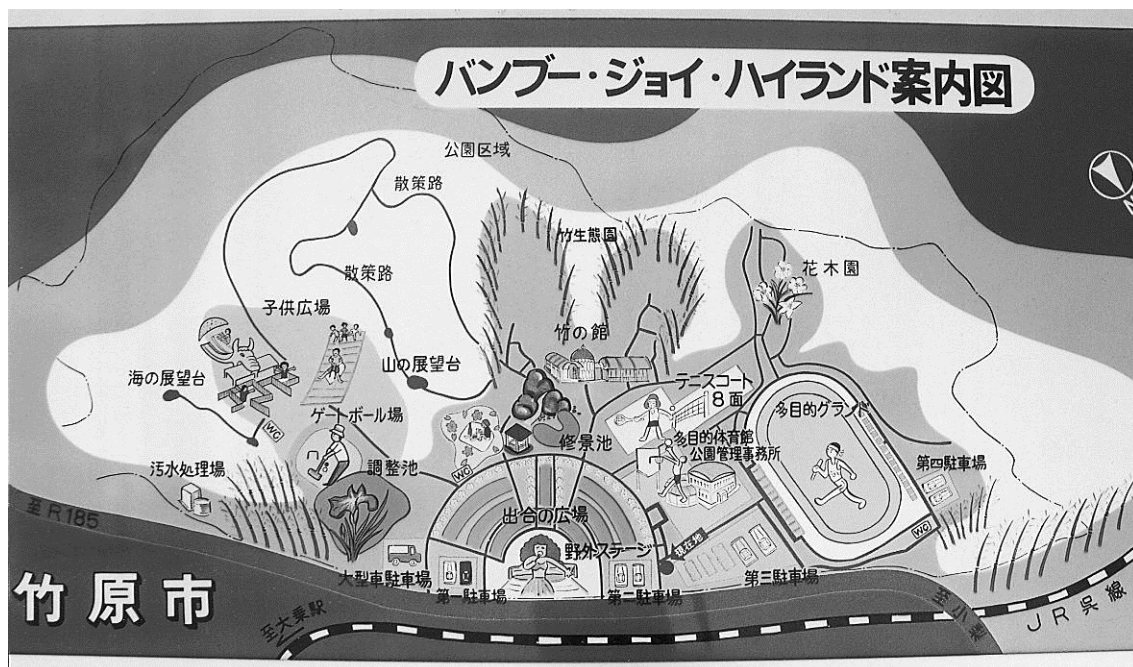 バンブー・ジョイ・ハイランド案内図
公園区域
散策路
竹生態園
散策路
花木園
子供広場
竹の館
海の展望台
山の展望台
テニスコート
8面
多目的グランド
ゲートボール場
修景池
多目的体育館
公園管理事務所
WC
汚水処理場
調整池
WC
第四駐車場
至R185
出合の広場
WC
野外ステージ
現在地
大型車駐車場
第一駐車場
第二駐車場
第三駐車場
竹原市
至大乗駅
JR呉線
N